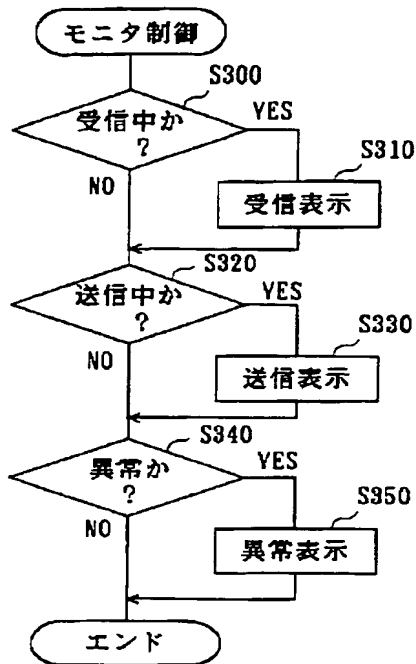 モニタ制御
S300
受信中か
?
YES
NO
S310
受信表示
S320
送信中か
?
YES
NO
S330
送信表示
S340
異常か
?
YES
NO
S350
異常表示
エンド